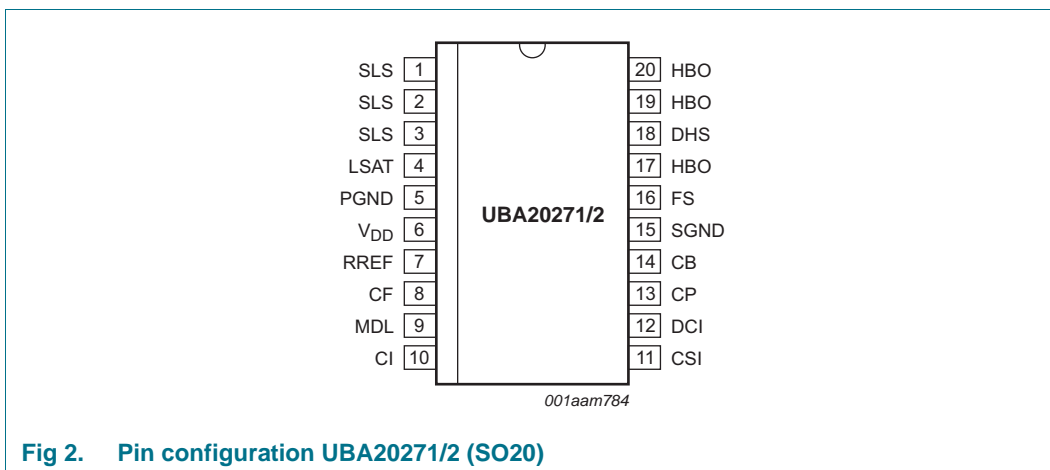 SLS 1 20 HBO
SLS 2 19 HBO
SLS 3 18 DHS
LSAT 4 17 HBO
PGND 5 16 FS
UBA20271/2
VDD 6 15 SGND
RREF 7 14 CB
CF 8 13 CP
MDL 9 12 DCI
CI 10 11 CSI
001aam784
Fig 2. Pin configuration UBA20271/2 (SO20)